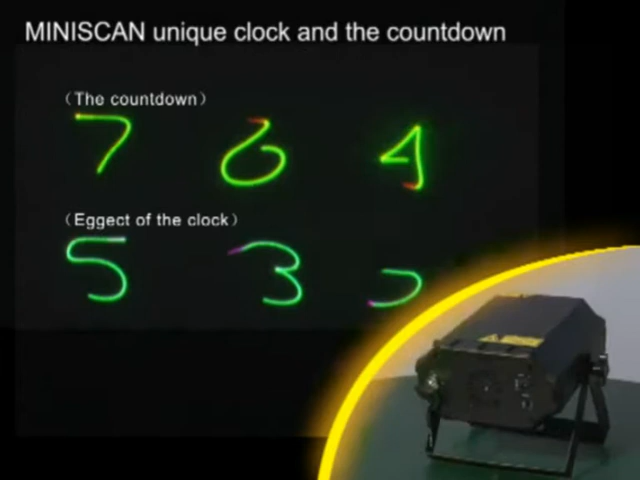 MINISCAN unique clock and the countdown
(The countdown)
7 6 4
(Eggect of the clock)
5 3